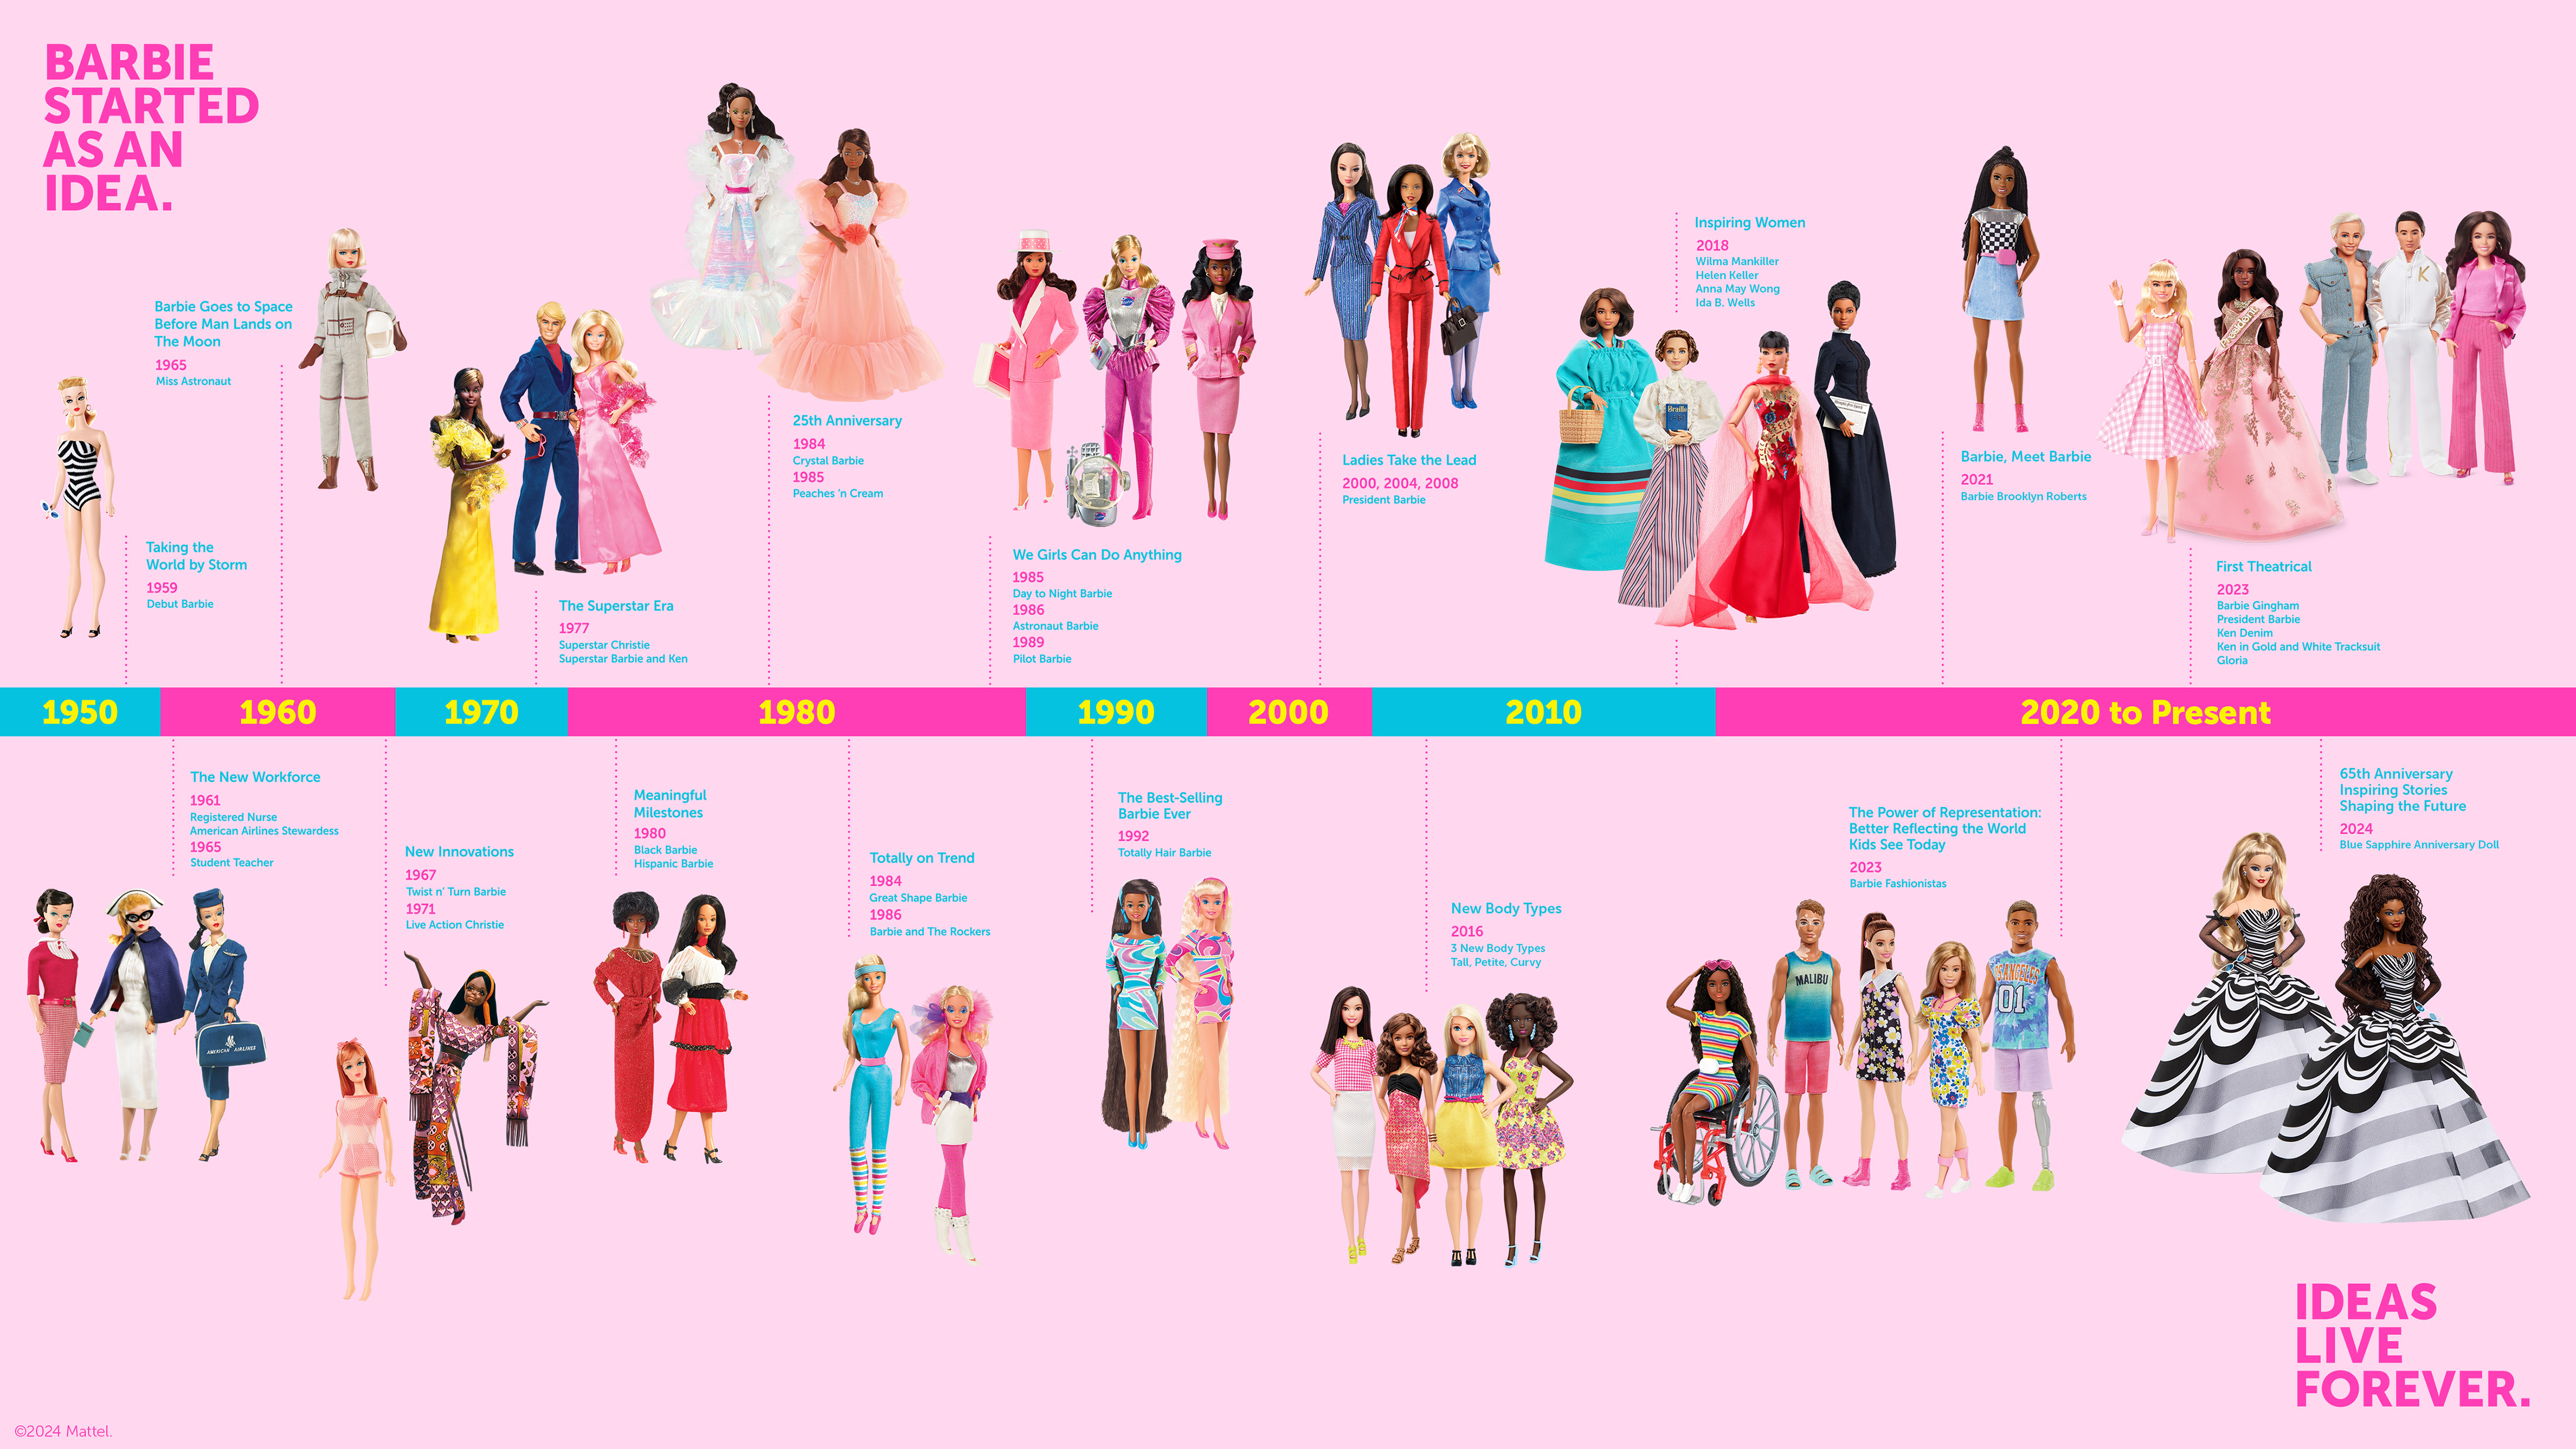 BARBIE
STARTED
AS AN
IDEA.
Barbie Goes to Space
Before Man Lands on
The Moon
1965
Miss Astronaut
Taking the
World by Storm
1959
Debut Barbie
The Superstar Era
1977
Superstar Christie
Superstar Barbie and Ken
25th Anniversary
1984
Crystal Barbie
1985
Peaches ’n Cream
We Girls Can Do Anything
1985
Day to Night Barbie
1986
Astronaut Barbie
1989
Pilot Barbie
Ladies Take the Lead
2000, 2004, 2008
President Barbie
Inspiring Women
2018
Wilma Mankiller
Helen Keller
Anna May Wong
Ida B. Wells
Braille
Barbie, Meet Barbie
2021
Barbie Brooklyn Roberts
President
K
First Theatrical
2023
Barbie Gingham
President Barbie
Ken Denim
Ken in Gold and White Tracksuit
Gloria
1950
1960
1970
1980
1990
2000
2010
2020 to Present
The New Workforce
1961
Registered Nurse
American Airlines Stewardess
1965
Student Teacher
AMERICAN AIRLINES
New Innovations
1967
Twist n’ Turn Barbie
1971
Live Action Christie
Meaningful
Milestones
1980
Black Barbie
Hispanic Barbie
Totally on Trend
1984
Great Shape Barbie
1986
Barbie and The Rockers
The Best-Selling
Barbie Ever
1992
Totally Hair Barbie
New Body Types
2016
3 New Body Types
Tall, Petite, Curvy
The Power of Representation:
Better Reflecting the World
Kids See Today
2023
Barbie Fashionistas
MALIBU
01
65th Anniversary
Inspiring Stories
Shaping the Future
2024
Blue Sapphire Anniversary Doll
IDEAS
LIVE
FOREVER.
©2024 Mattel.